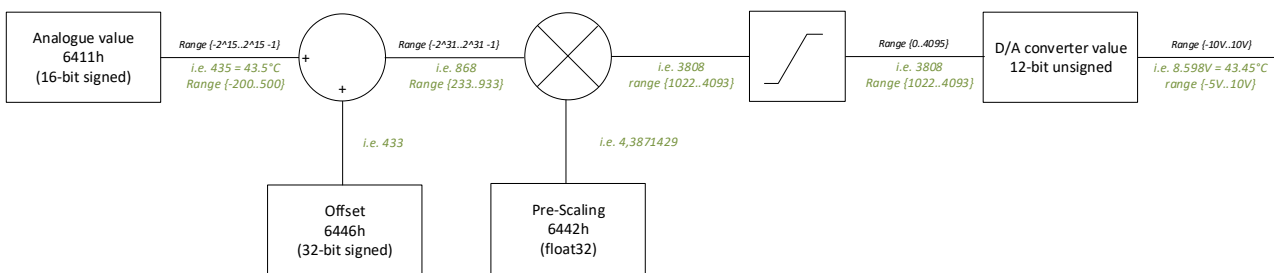 Analogue value
6411h
(16-bit signed)
Range {-2^15..2^15 -1}
i.e. 435 = 43.5°C
Range {-200..500}
+
+
i.e. 433
Offset
6446h
(32-bit signed)
Range {-2^31..2^31 -1}
i.e. 868
Range {233..933}
i.e. 4,3871429
Pre-Scaling
6442h
(float32)
i.e. 3808
range {1022..4093}
Range {0..4095}
i.e. 3808
Range {1022..4093}
D/A converter value
12-bit unsigned
Range {-10V..10V}
i.e. 8.598V = 43.45°C
range {-5V..10V}